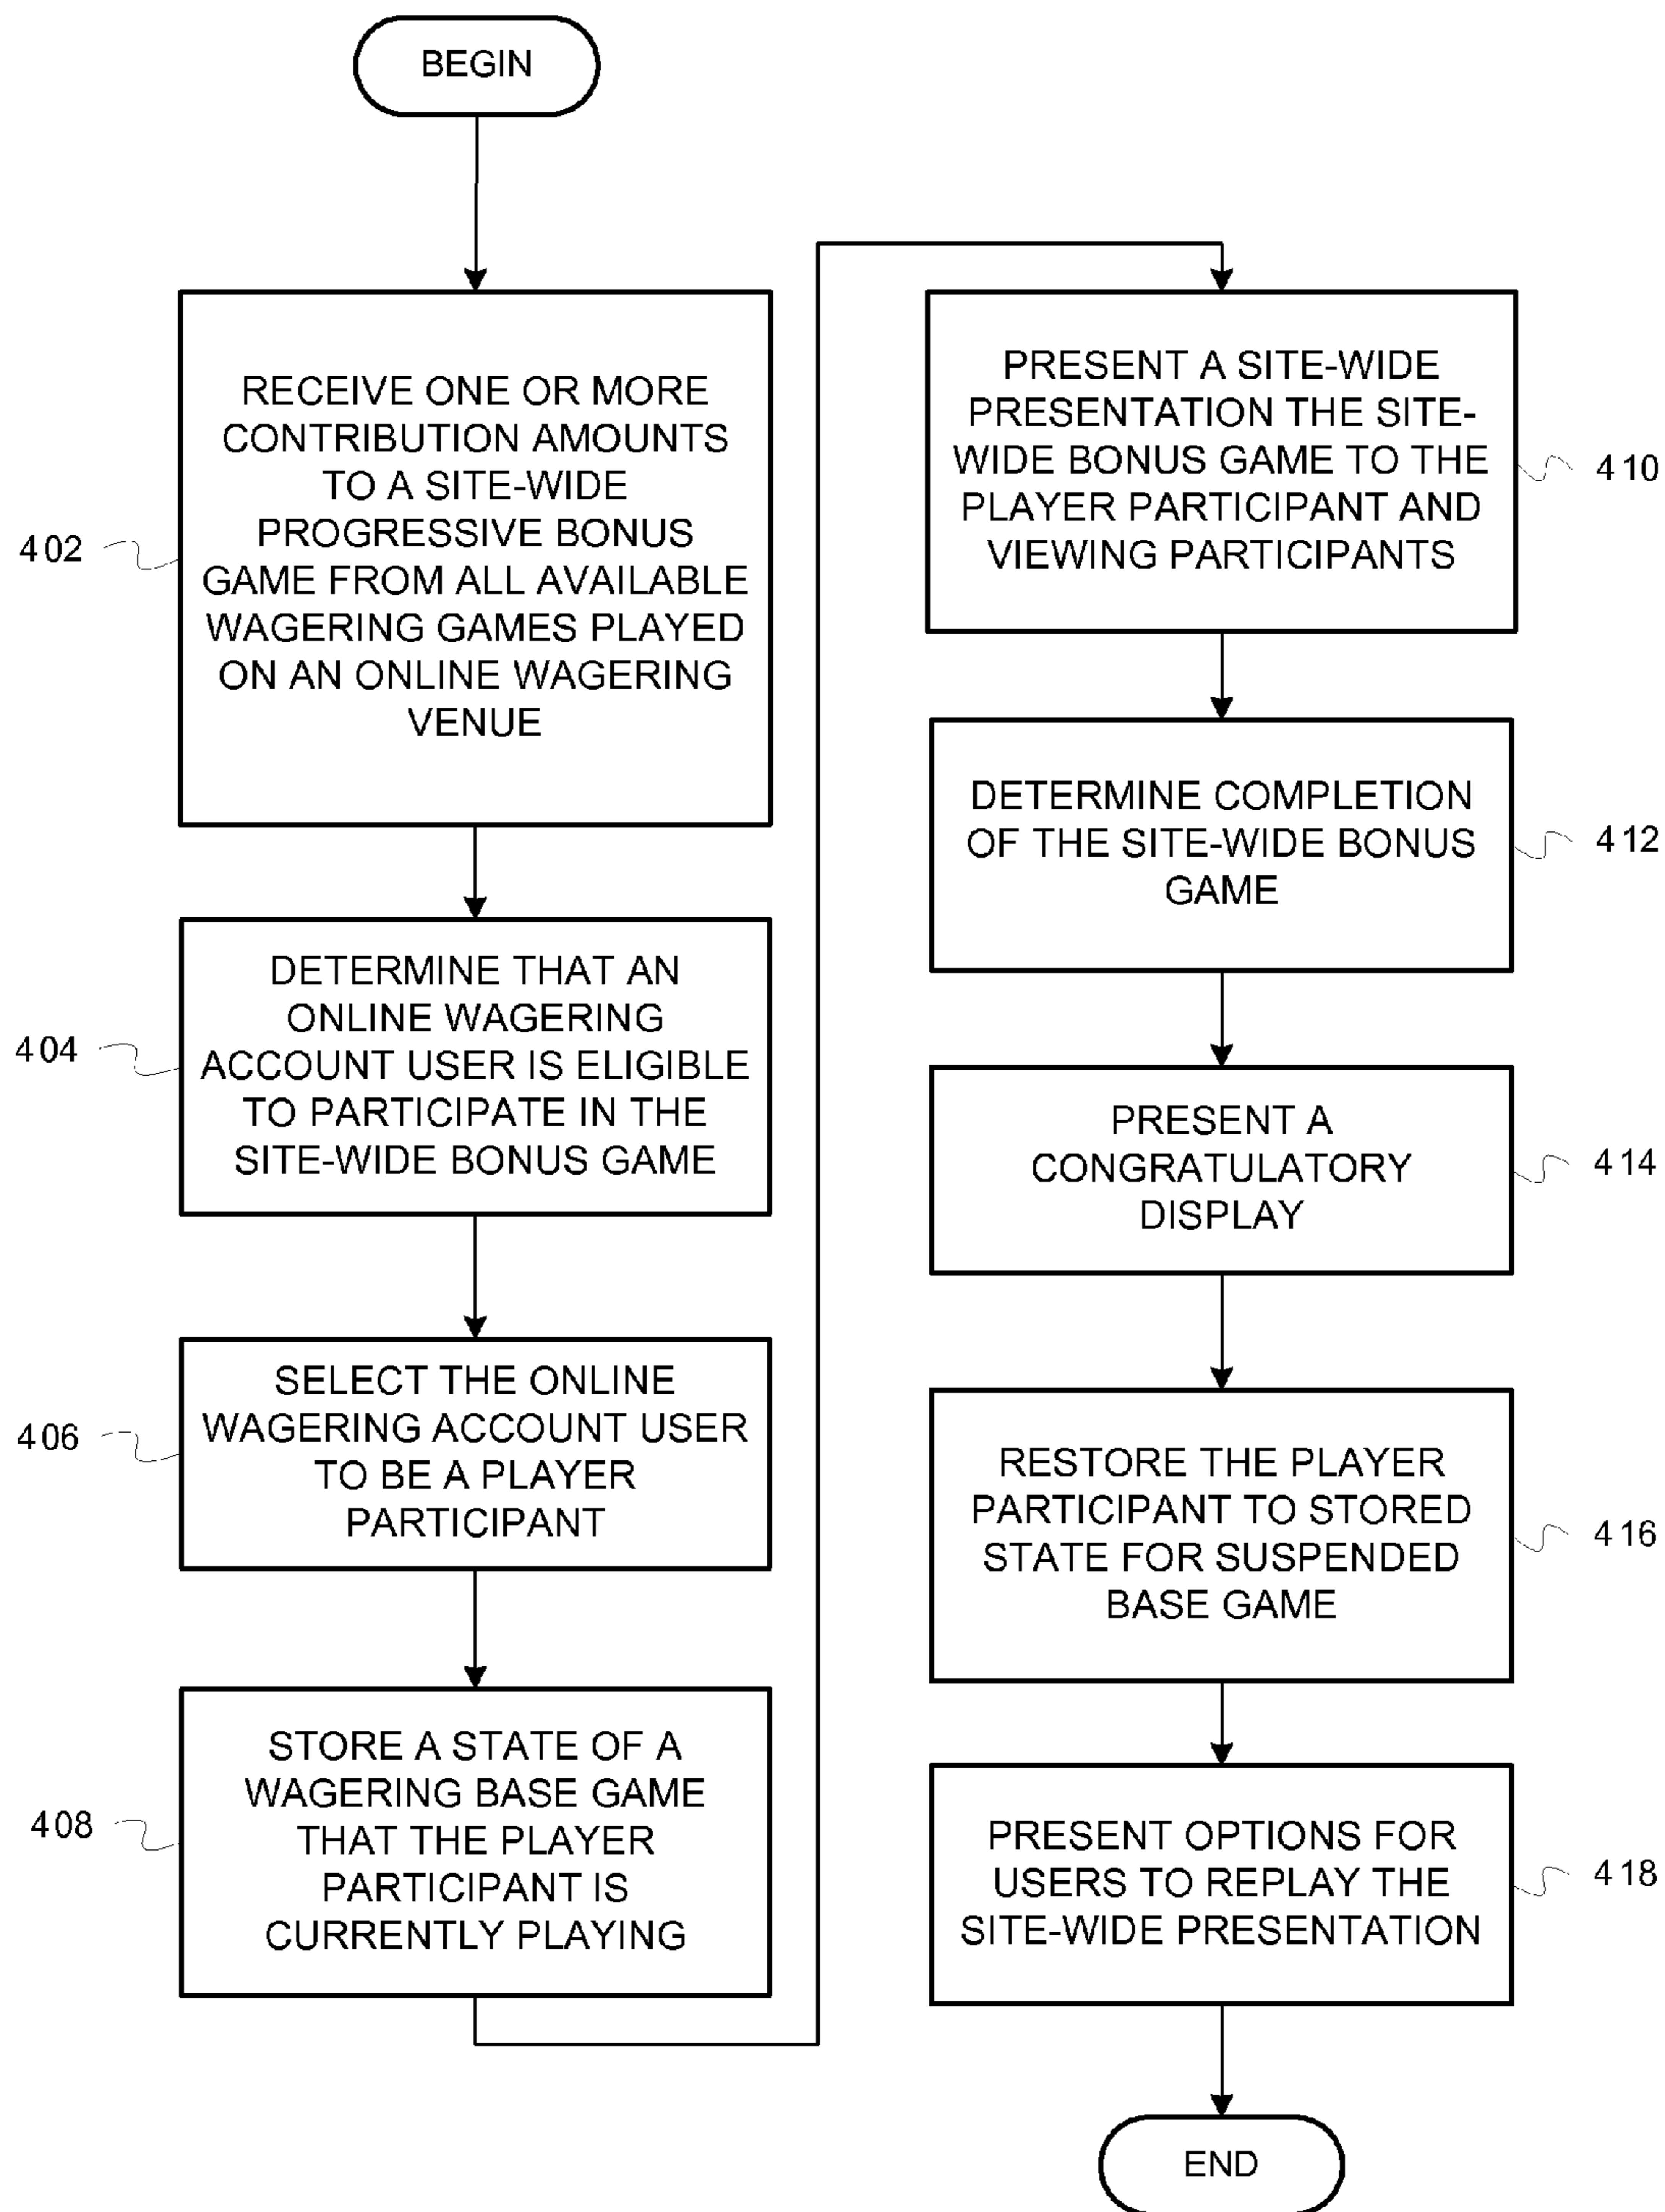 BEGIN
402
RECEIVE ONE OR MORE
CONTRIBUTION AMOUNTS
TO A SITE-WIDE
PROGRESSIVE BONUS
GAME FROM ALL AVAILABLE
WAGERING GAMES PLAYED
ON AN ONLINE WAGERING
VENUE
404
DETERMINE THAT AN
ONLINE WAGERING
ACCOUNT USER IS ELIGIBLE
TO PARTICIPATE IN THE
SITE-WIDE BONUS GAME
406
SELECT THE ONLINE
WAGERING ACCOUNT USER
TO BE A PLAYER
PARTICIPANT
408
STORE A STATE OF A
WAGERING BASE GAME
THAT THE PLAYER
PARTICIPANT IS
CURRENTLY PLAYING
PRESENT A SITE-WIDE
PRESENTATION THE SITE-
WIDE BONUS GAME TO THE
PLAYER PARTICIPANT AND
VIEWING PARTICIPANTS
410
DETERMINE COMPLETION
OF THE SITE-WIDE BONUS
GAME
412
PRESENT A
CONGRATULATORY
DISPLAY
414
RESTORE THE PLAYER
PARTICIPANT TO STORED
STATE FOR SUSPENDED
BASE GAME
416
PRESENT OPTIONS FOR
USERS TO REPLAY THE
SITE-WIDE PRESENTATION
418
END